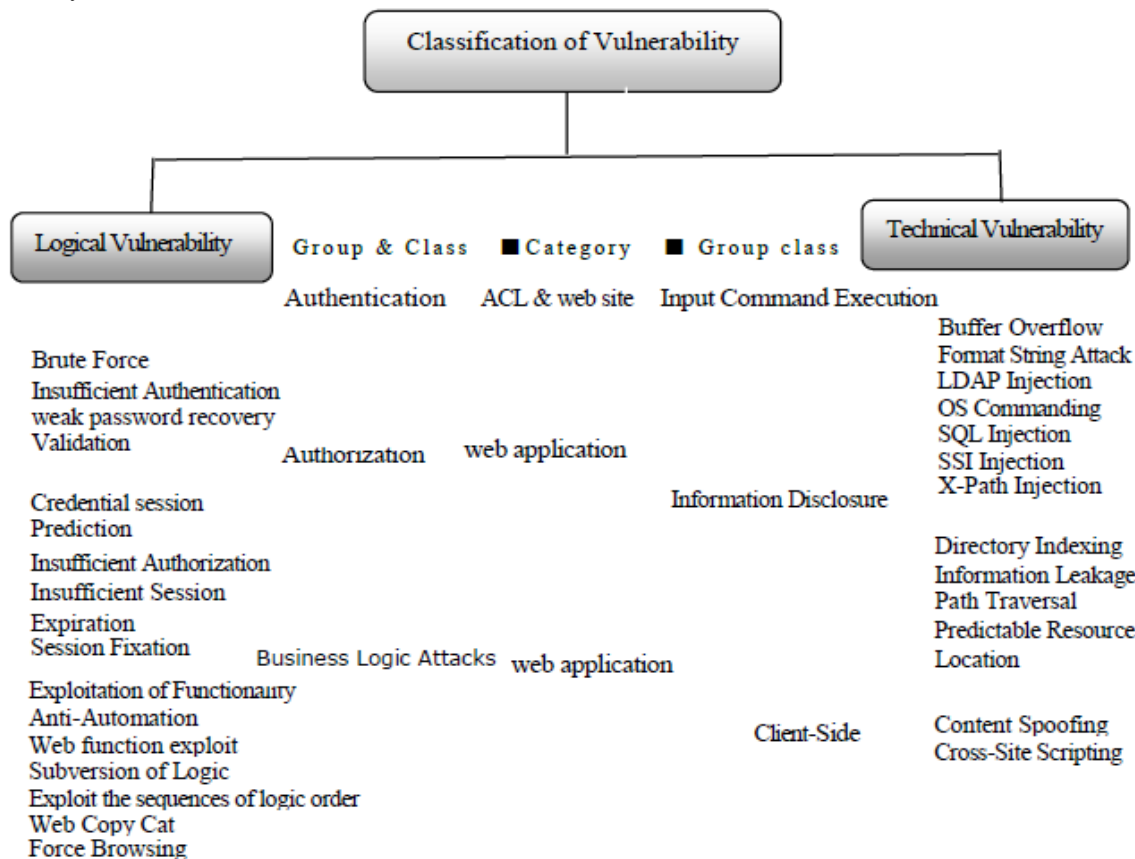 Classification of Vulnerability
Logical Vulnerability
Group & Class ■ Category ■ Group class
Technical Vulnerability
Authentication ACL & web site Input Command Execution
Brute Force
Insufficient Authentication
weak password recovery
Validation
Authorization web application
Buffer Overflow
Format String Attack
LDAP Injection
OS Commanding
SQL Injection
SSI Injection
X-Path Injection
Credential session
Prediction
Insufficient Authorization
Insufficient Session
Expiration
Session Fixation
Information Disclosure
Directory Indexing
Information Leakage
Path Traversal
Predictable Resource
Location
Business Logic Attacks web application
Exploitation of Functionality
Anti-Automation
Web function exploit
Subversion of Logic
Exploit the sequences of logic order
Web Copy Cat
Force Browsing
Client-Side
Content Spoofing
Cross-Site Scripting